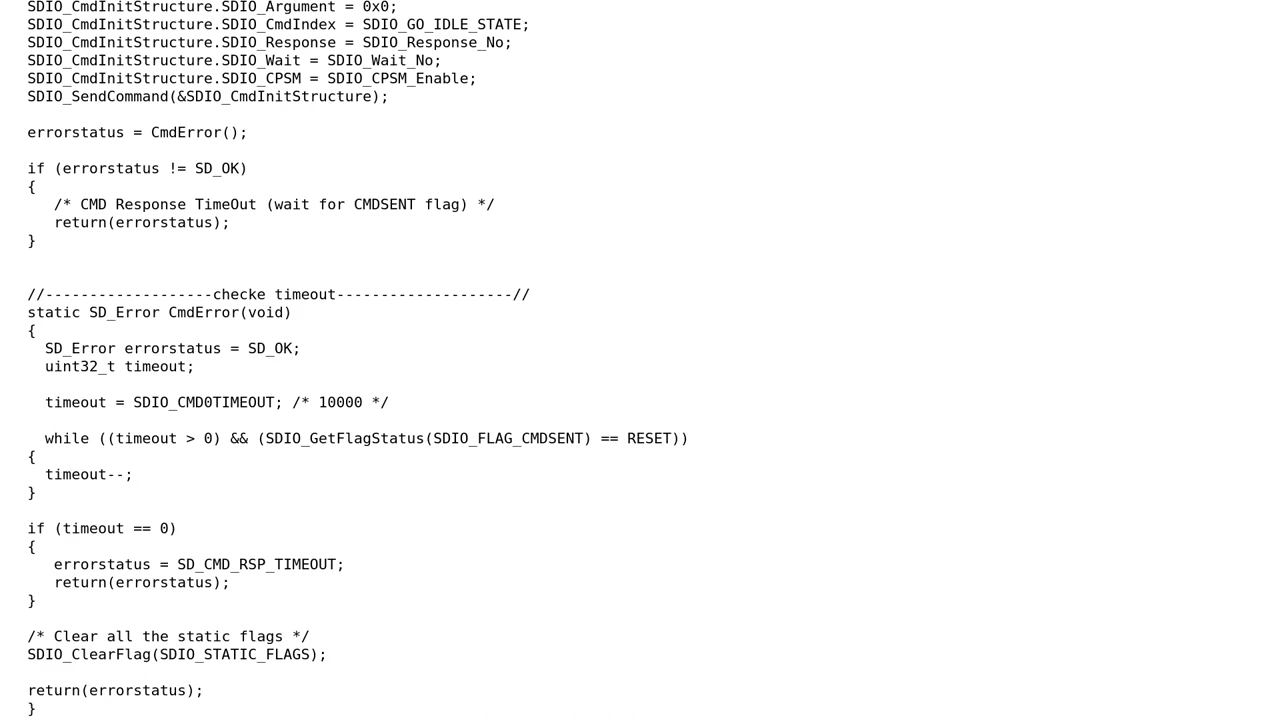 SDIO_CmdInitStructure.SDIO_Argument = 0x0;
SDIO_CmdInitStructure.SDIO_CmdIndex = SDIO_GO_IDLE_STATE;
SDIO_CmdInitStructure.SDIO_Response = SDIO_Response_No;
SDIO_CmdInitStructure.SDIO_Wait = SDIO_Wait_No;
SDIO_CmdInitStructure.SDIO_CPSM = SDIO_CPSM_Enable;
SDIO_SendCommand(&SDIO_CmdInitStructure);

errorstatus = CmdError();

if (errorstatus != SD_OK)
{
   /* CMD Response TimeOut (wait for CMDSENT flag) */
   return(errorstatus);
}


//-------------------checke timeout--------------------//
static SD_Error CmdError(void)
{
  SD_Error errorstatus = SD_OK;
  uint32_t timeout;

  timeout = SDIO_CMD0TIMEOUT; /* 10000 */

  while ((timeout > 0) && (SDIO_GetFlagStatus(SDIO_FLAG_CMDSENT) == RESET))
{
  timeout--;
}

if (timeout == 0)
{
   errorstatus = SD_CMD_RSP_TIMEOUT;
   return(errorstatus);
}

/* Clear all the static flags */
SDIO_ClearFlag(SDIO_STATIC_FLAGS);

return(errorstatus);
}